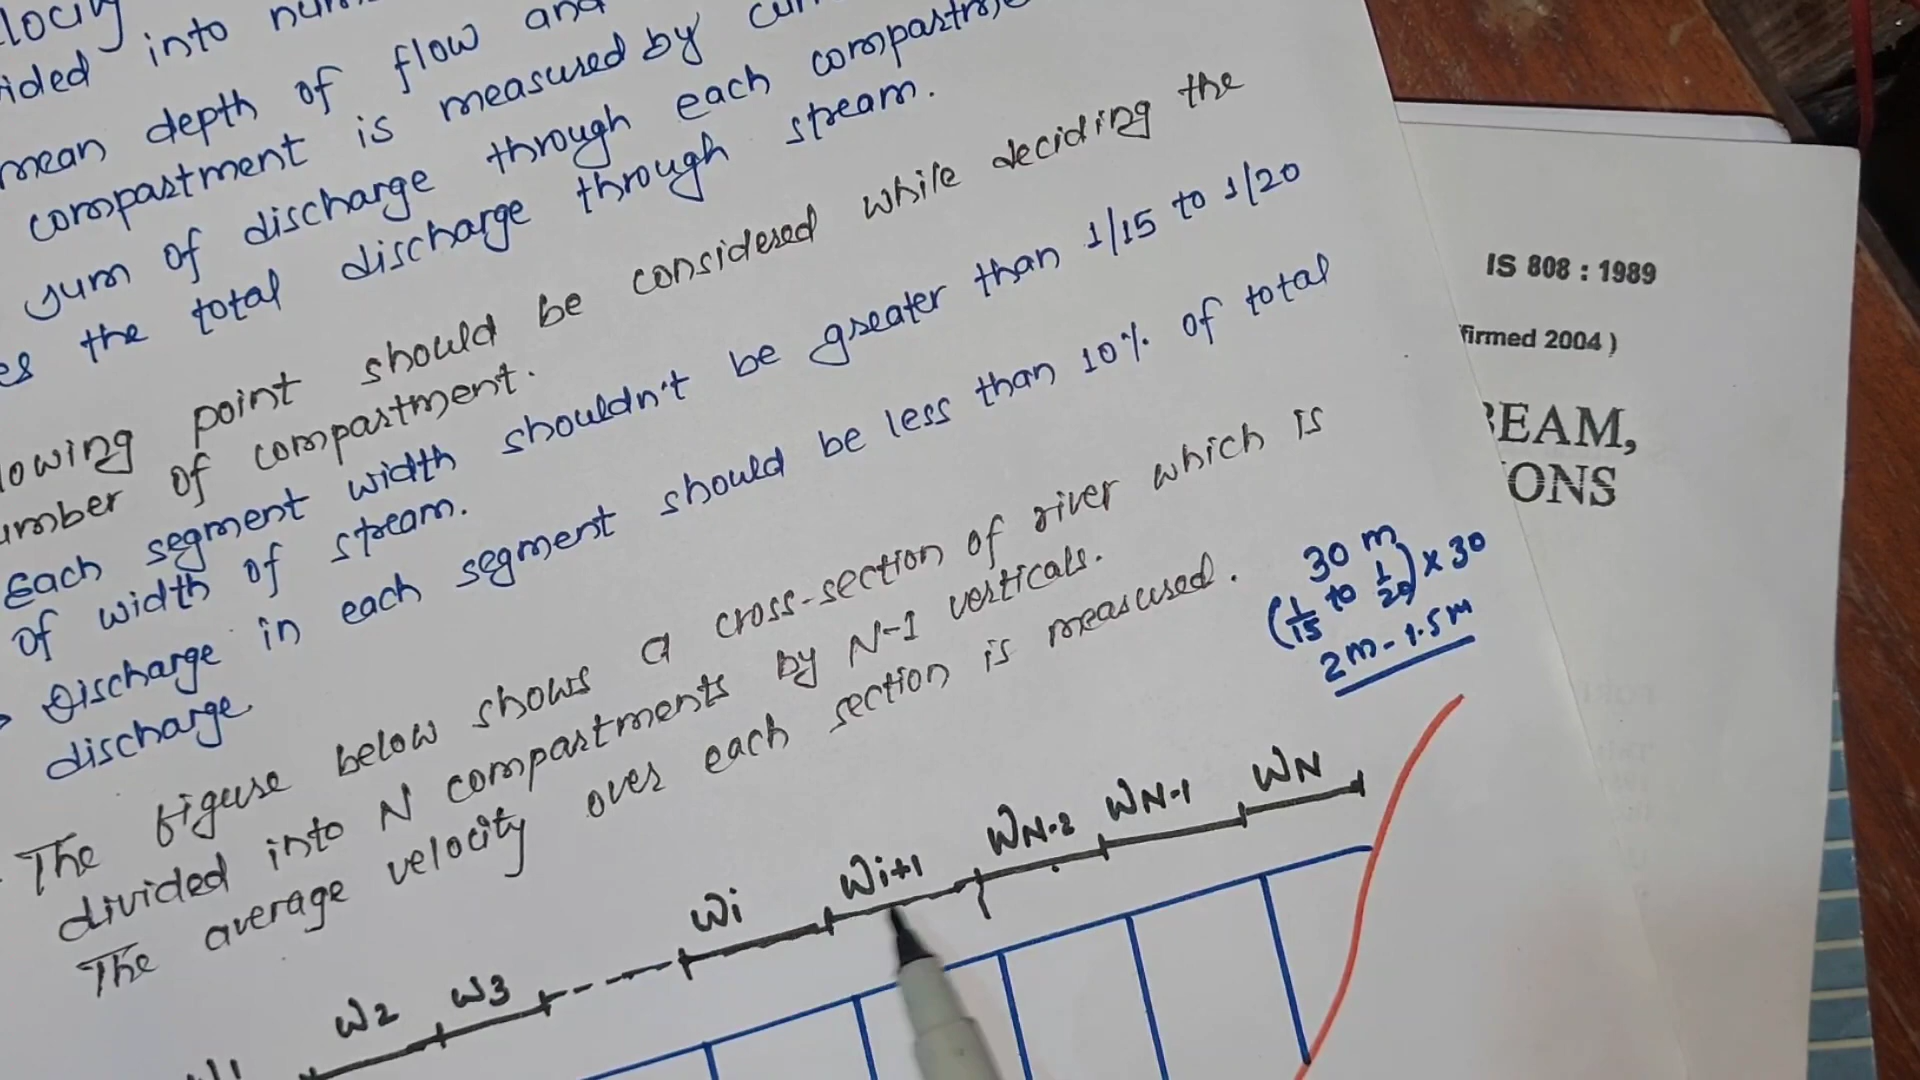 locity
ided into
mean depth of flow and
compartment is measured by
sum of discharge through each
es the total discharge through stream.
lowing point should be considered while deciding the
umber of compartment.
Each segment width shouldn't be greater than 1/15 to 1/20
of width of stream.
Discharge in each segment should be less than 10% of total
discharge.
The figure below shows a cross-section of river which is
divided into N compartments by N-1 verticals.
The average velocity over each section is measured.
30 m
(1/15 to 1/20) x 30
2m - 1.5m
W2 W3 Wi Wi+1 WN-2 WN-1 WN
IS 808 : 1989
firmed 2004 )
BEAM,
ONS